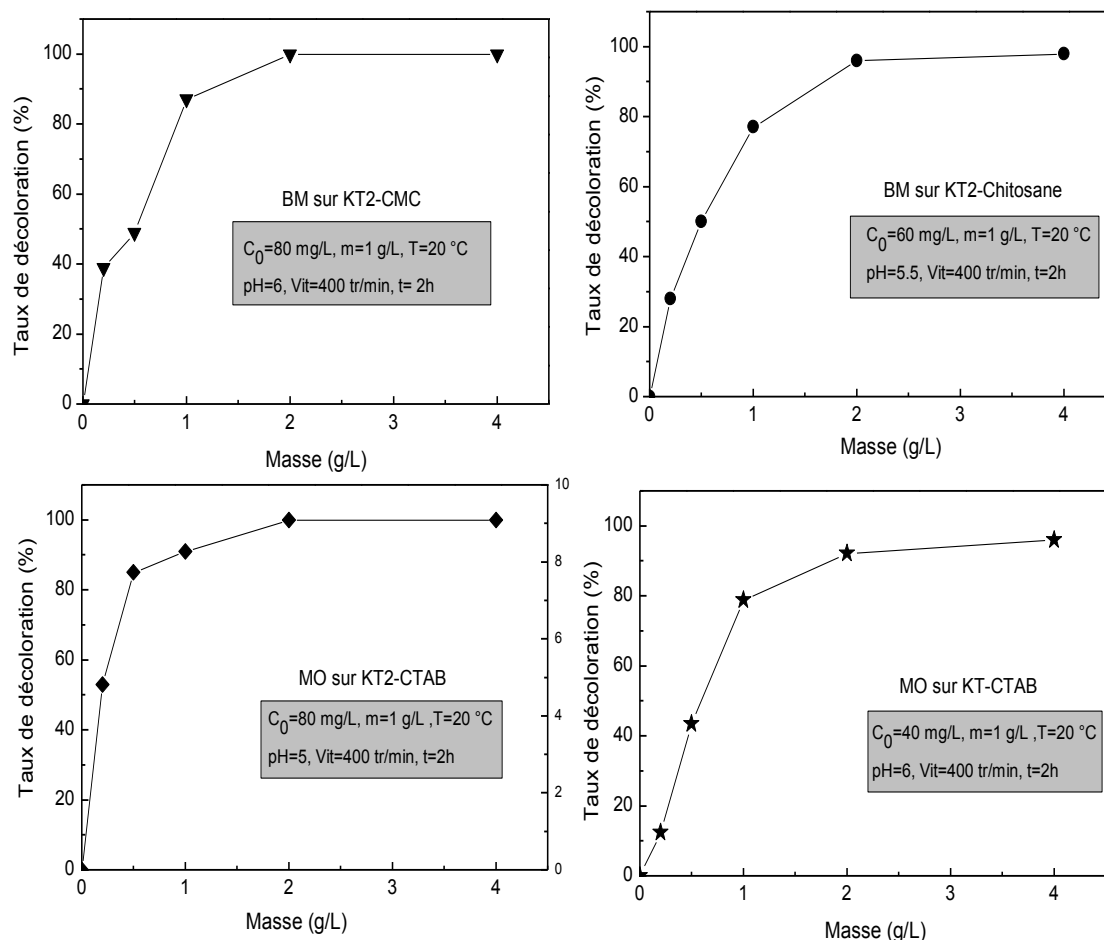 Taux de décoloration (%)
100
80
60
40
20
0
BM sur KT2-CMC
C0=80 mg/L, m=1 g/L, T=20 °C
pH=6, Vit=400 tr/min, t= 2h
0 1 2 3 4
Masse (g/L)
Taux de décoloration (%)
100
80
60
40
20
0
BM sur KT2-Chitosane
C0=60 mg/L, m=1 g/L, T=20 °C
pH=5.5, Vit=400 tr/min, t=2h
0 1 2 3 4
Masse (g/L)
Taux de décoloration (%)
100
80
60
40
20
0
MO sur KT2-CTAB
C0=80 mg/L, m=1 g/L ,T=20 °C
pH=5, Vit=400 tr/min, t=2h
10
8
6
4
2
0
0 1 2 3 4
Masse (g/L)
Taux de décoloration (%)
100
80
60
40
20
0
MO sur KT-CTAB
C0=40 mg/L, m=1 g/L ,T=20 °C
pH=6, Vit=400 tr/min, t=2h
0 1 2 3 4
Masse (g/L)